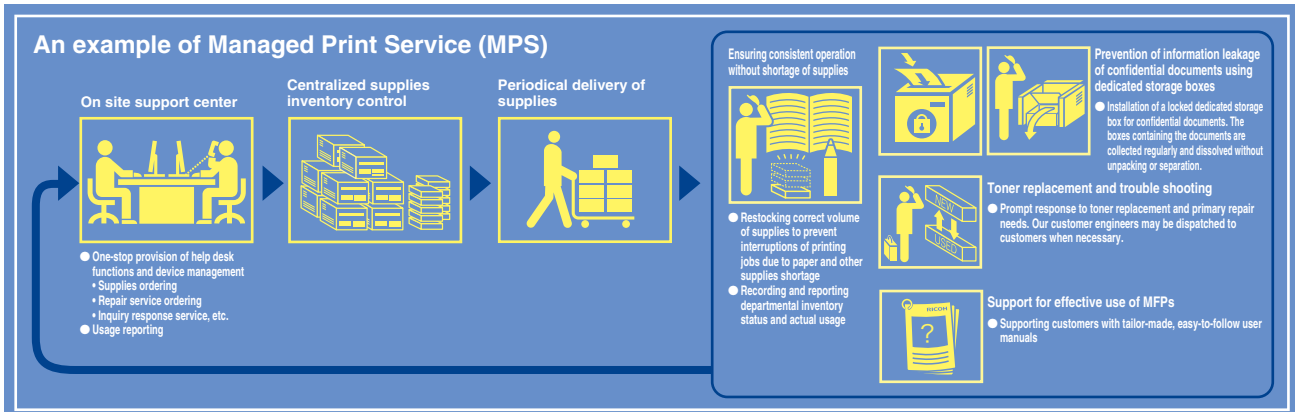 An example of Managed Print Service (MPS)
On site support center
● One-stop provision of help desk
functions and device management
• Supplies ordering
• Repair service ordering
• Inquiry response service, etc.
● Usage reporting
Centralized supplies
inventory control
Periodical delivery of
supplies
Ensuring consistent operation
without shortage of supplies
● Restocking correct volume
of supplies to prevent
interruptions of printing
jobs due to paper and other
supplies shortage
● Recording and reporting
departmental inventory
status and actual usage
Prevention of information leakage
of confidential documents using
dedicated storage boxes
● Installation of a locked dedicated storage
box for confidential documents. The
boxes containing the documents are
collected regularly and dissolved without
unpacking or separation.
NEW
USED
Toner replacement and trouble shooting
● Prompt response to toner replacement and primary repair
needs. Our customer engineers may be dispatched to
customers when necessary.
RICOH
?
Support for effective use of MFPs
● Supporting customers with tailor-made, easy-to-follow user
manuals